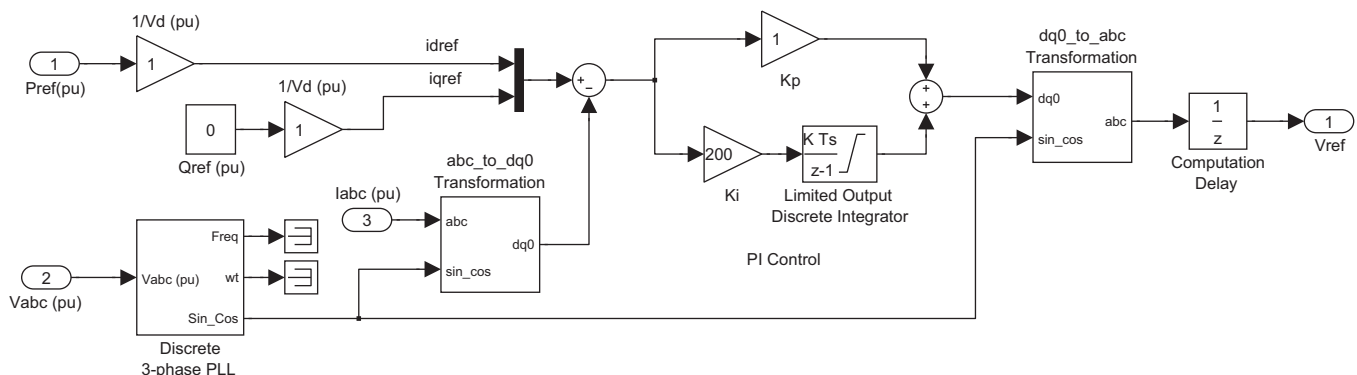 1/Vd (pu)
1
Pref(pu)
1
idref
1/Vd (pu)
iqref
0
Qref (pu)
1
+
−
1
Kp
200
Ki
K Ts
z-1
Limited Output
Discrete Integrator
+
+
PI Control
dq0_to_abc
Transformation
dq0
sin_cos
abc
1
z
Computation
Delay
1
Vref
abc_to_dq0
Transformation
Iabc (pu)
3
abc
sin_cos
dq0
2
Vabc (pu)
Vabc (pu)
Freq
wt
Sin_Cos
Discrete
3-phase PLL